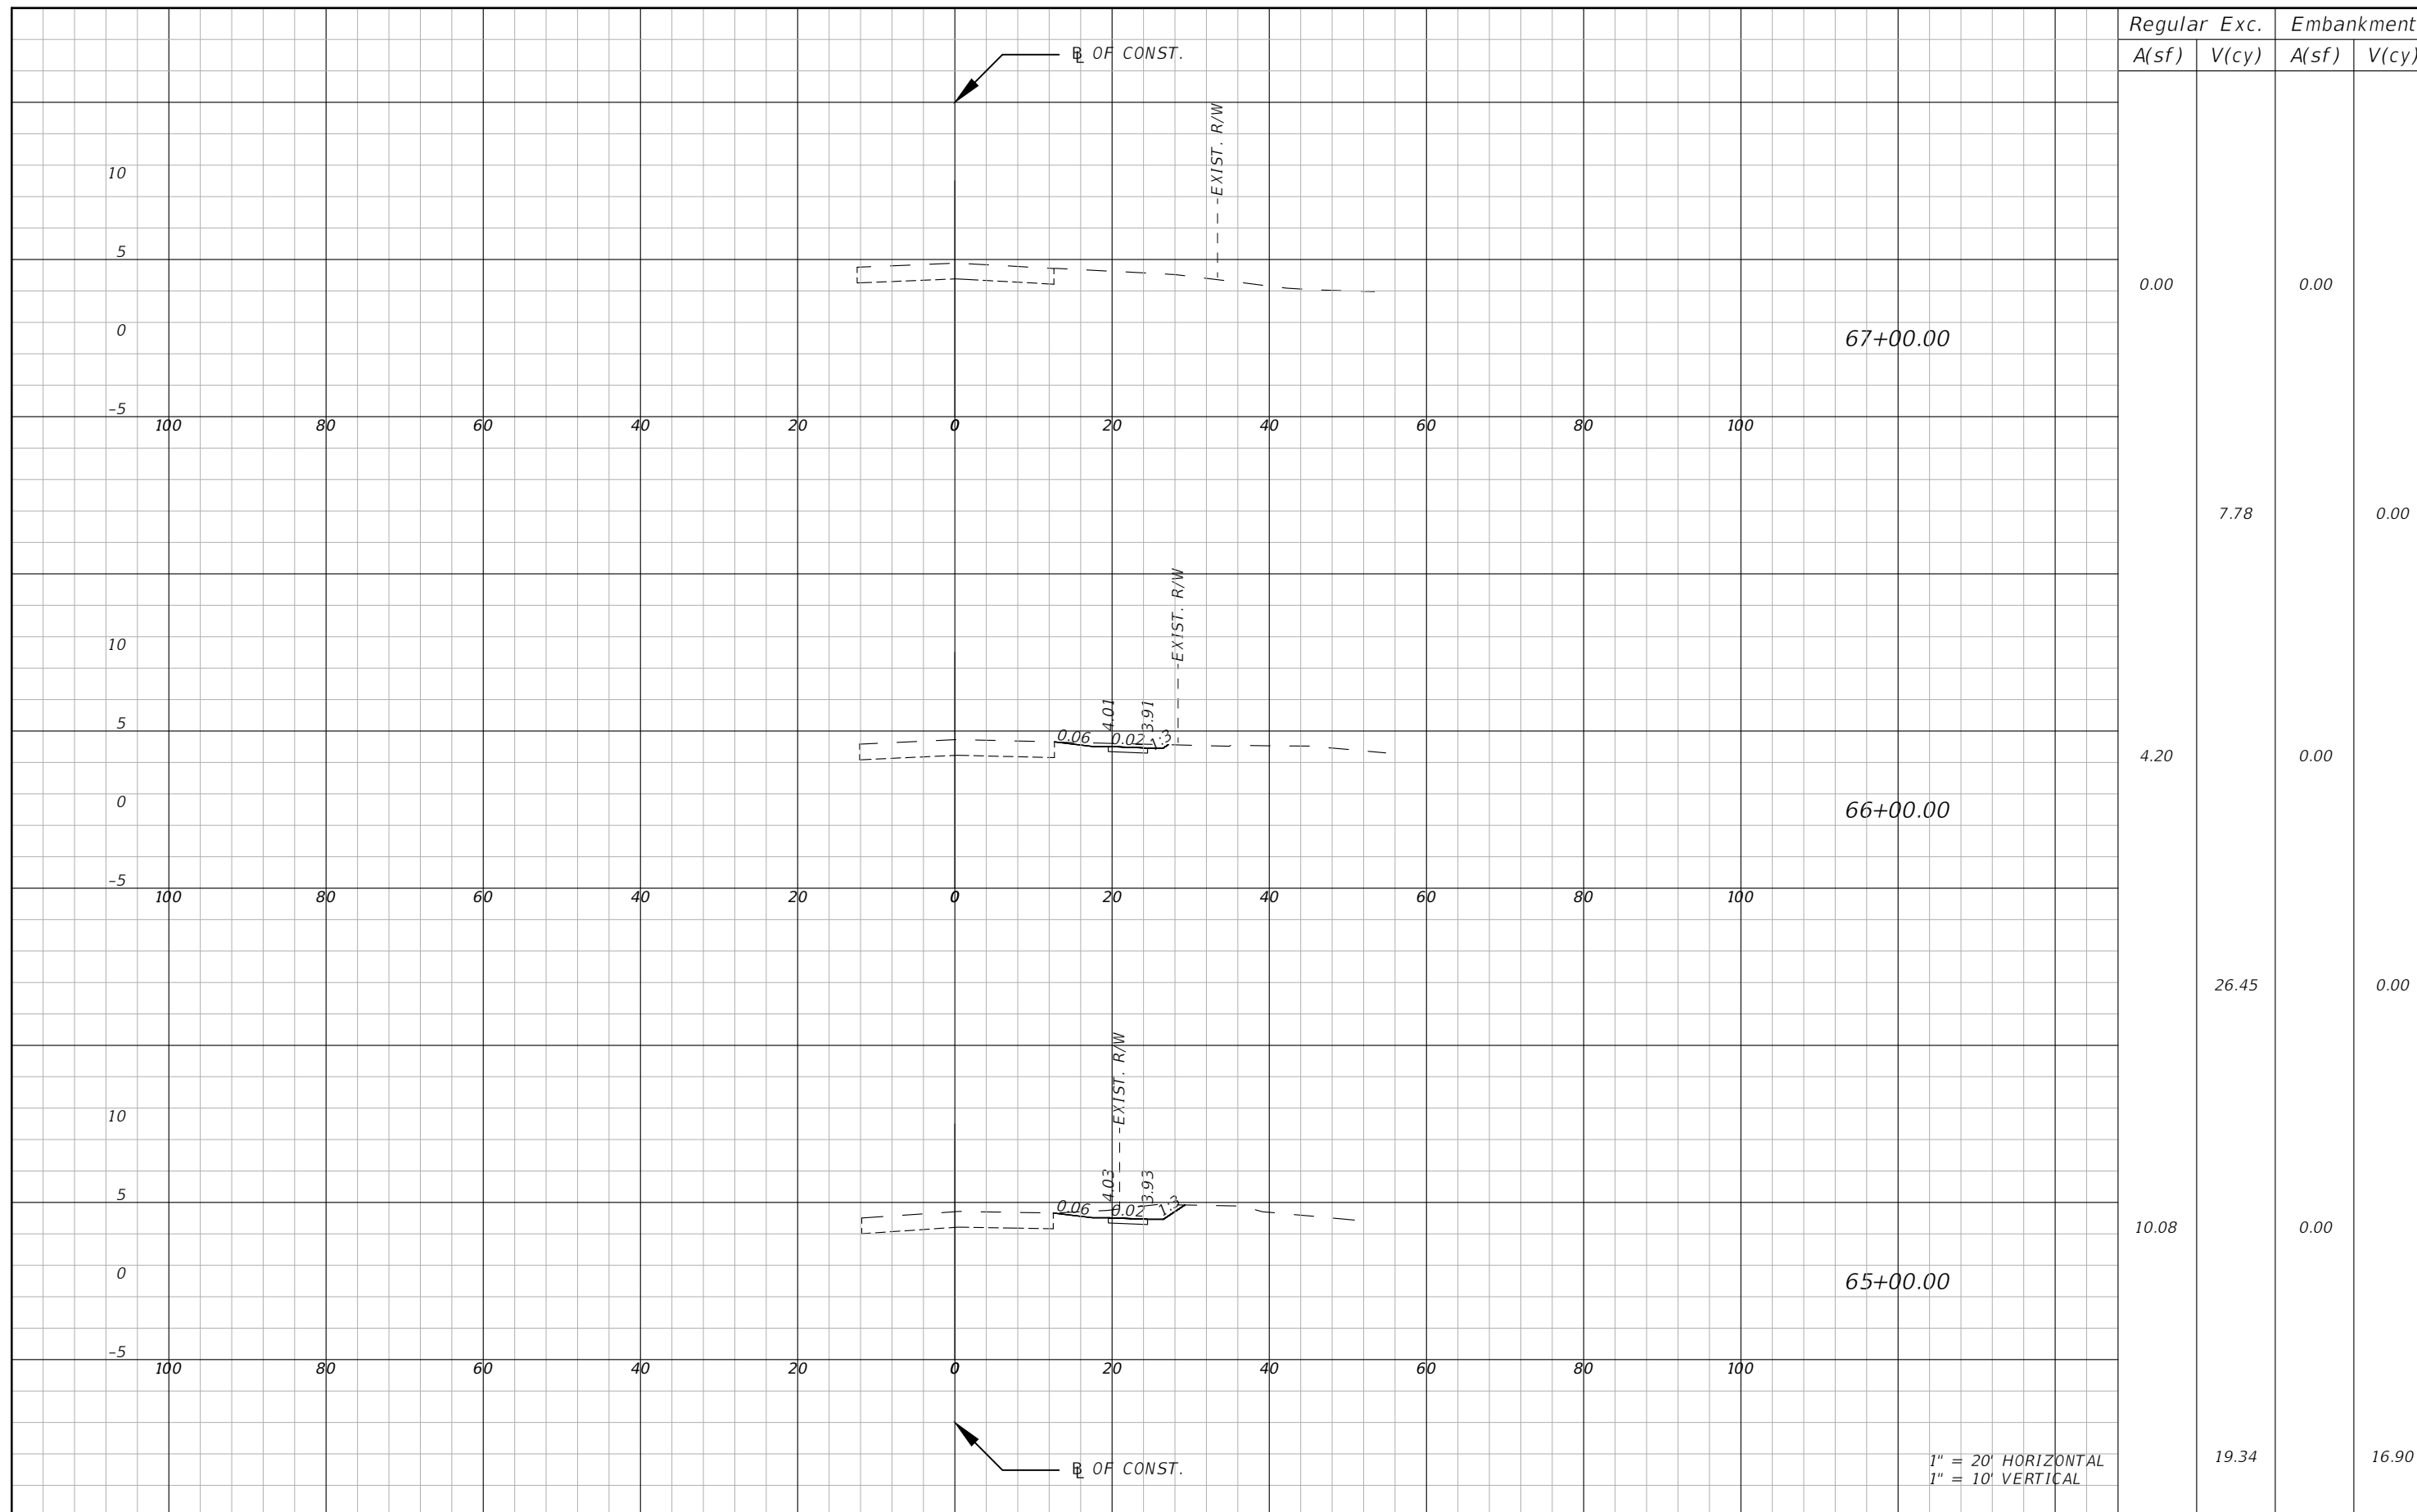 Regular Exc. Embankment
A(sf) V(cy) A(sf) V(cy)
B L OF CONST.
EXIST. R/W
10
5
0.00 0.00
0
67+00.00
-5
100 80 60 40 20 0 20 40 60 80 100
7.78 0.00
EXIST. R/W
10
4.01 3.91
5
0.06 0.02 1:3
4.20 0.00
0
66+00.00
-5
100 80 60 40 20 0 20 40 60 80 100
26.45 0.00
EXIST. R/W
10
4.03 3.93
5
0.06 0.02 1:3
10.08 0.00
0
65+00.00
-5
100 80 60 40 20 0 20 40 60 80 100
19.34 16.90
B L OF CONST.
1" = 20' HORIZONTAL
1" = 10' VERTICAL